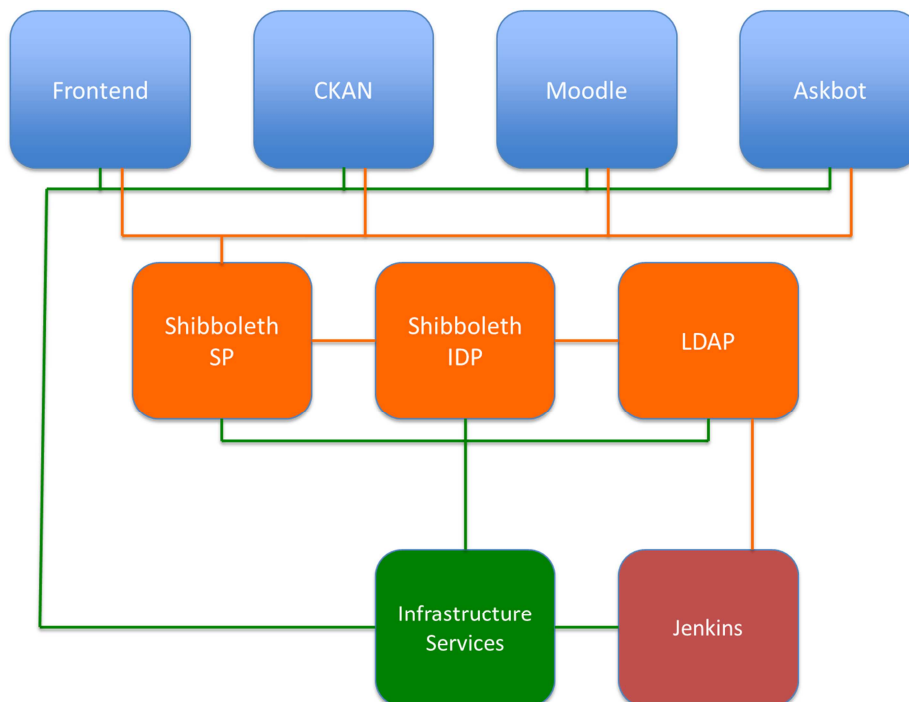 Frontend
CKAN
Moodle
Askbot
Shibboleth
SP
Shibboleth
IDP
LDAP
Infrastructure
Services
Jenkins